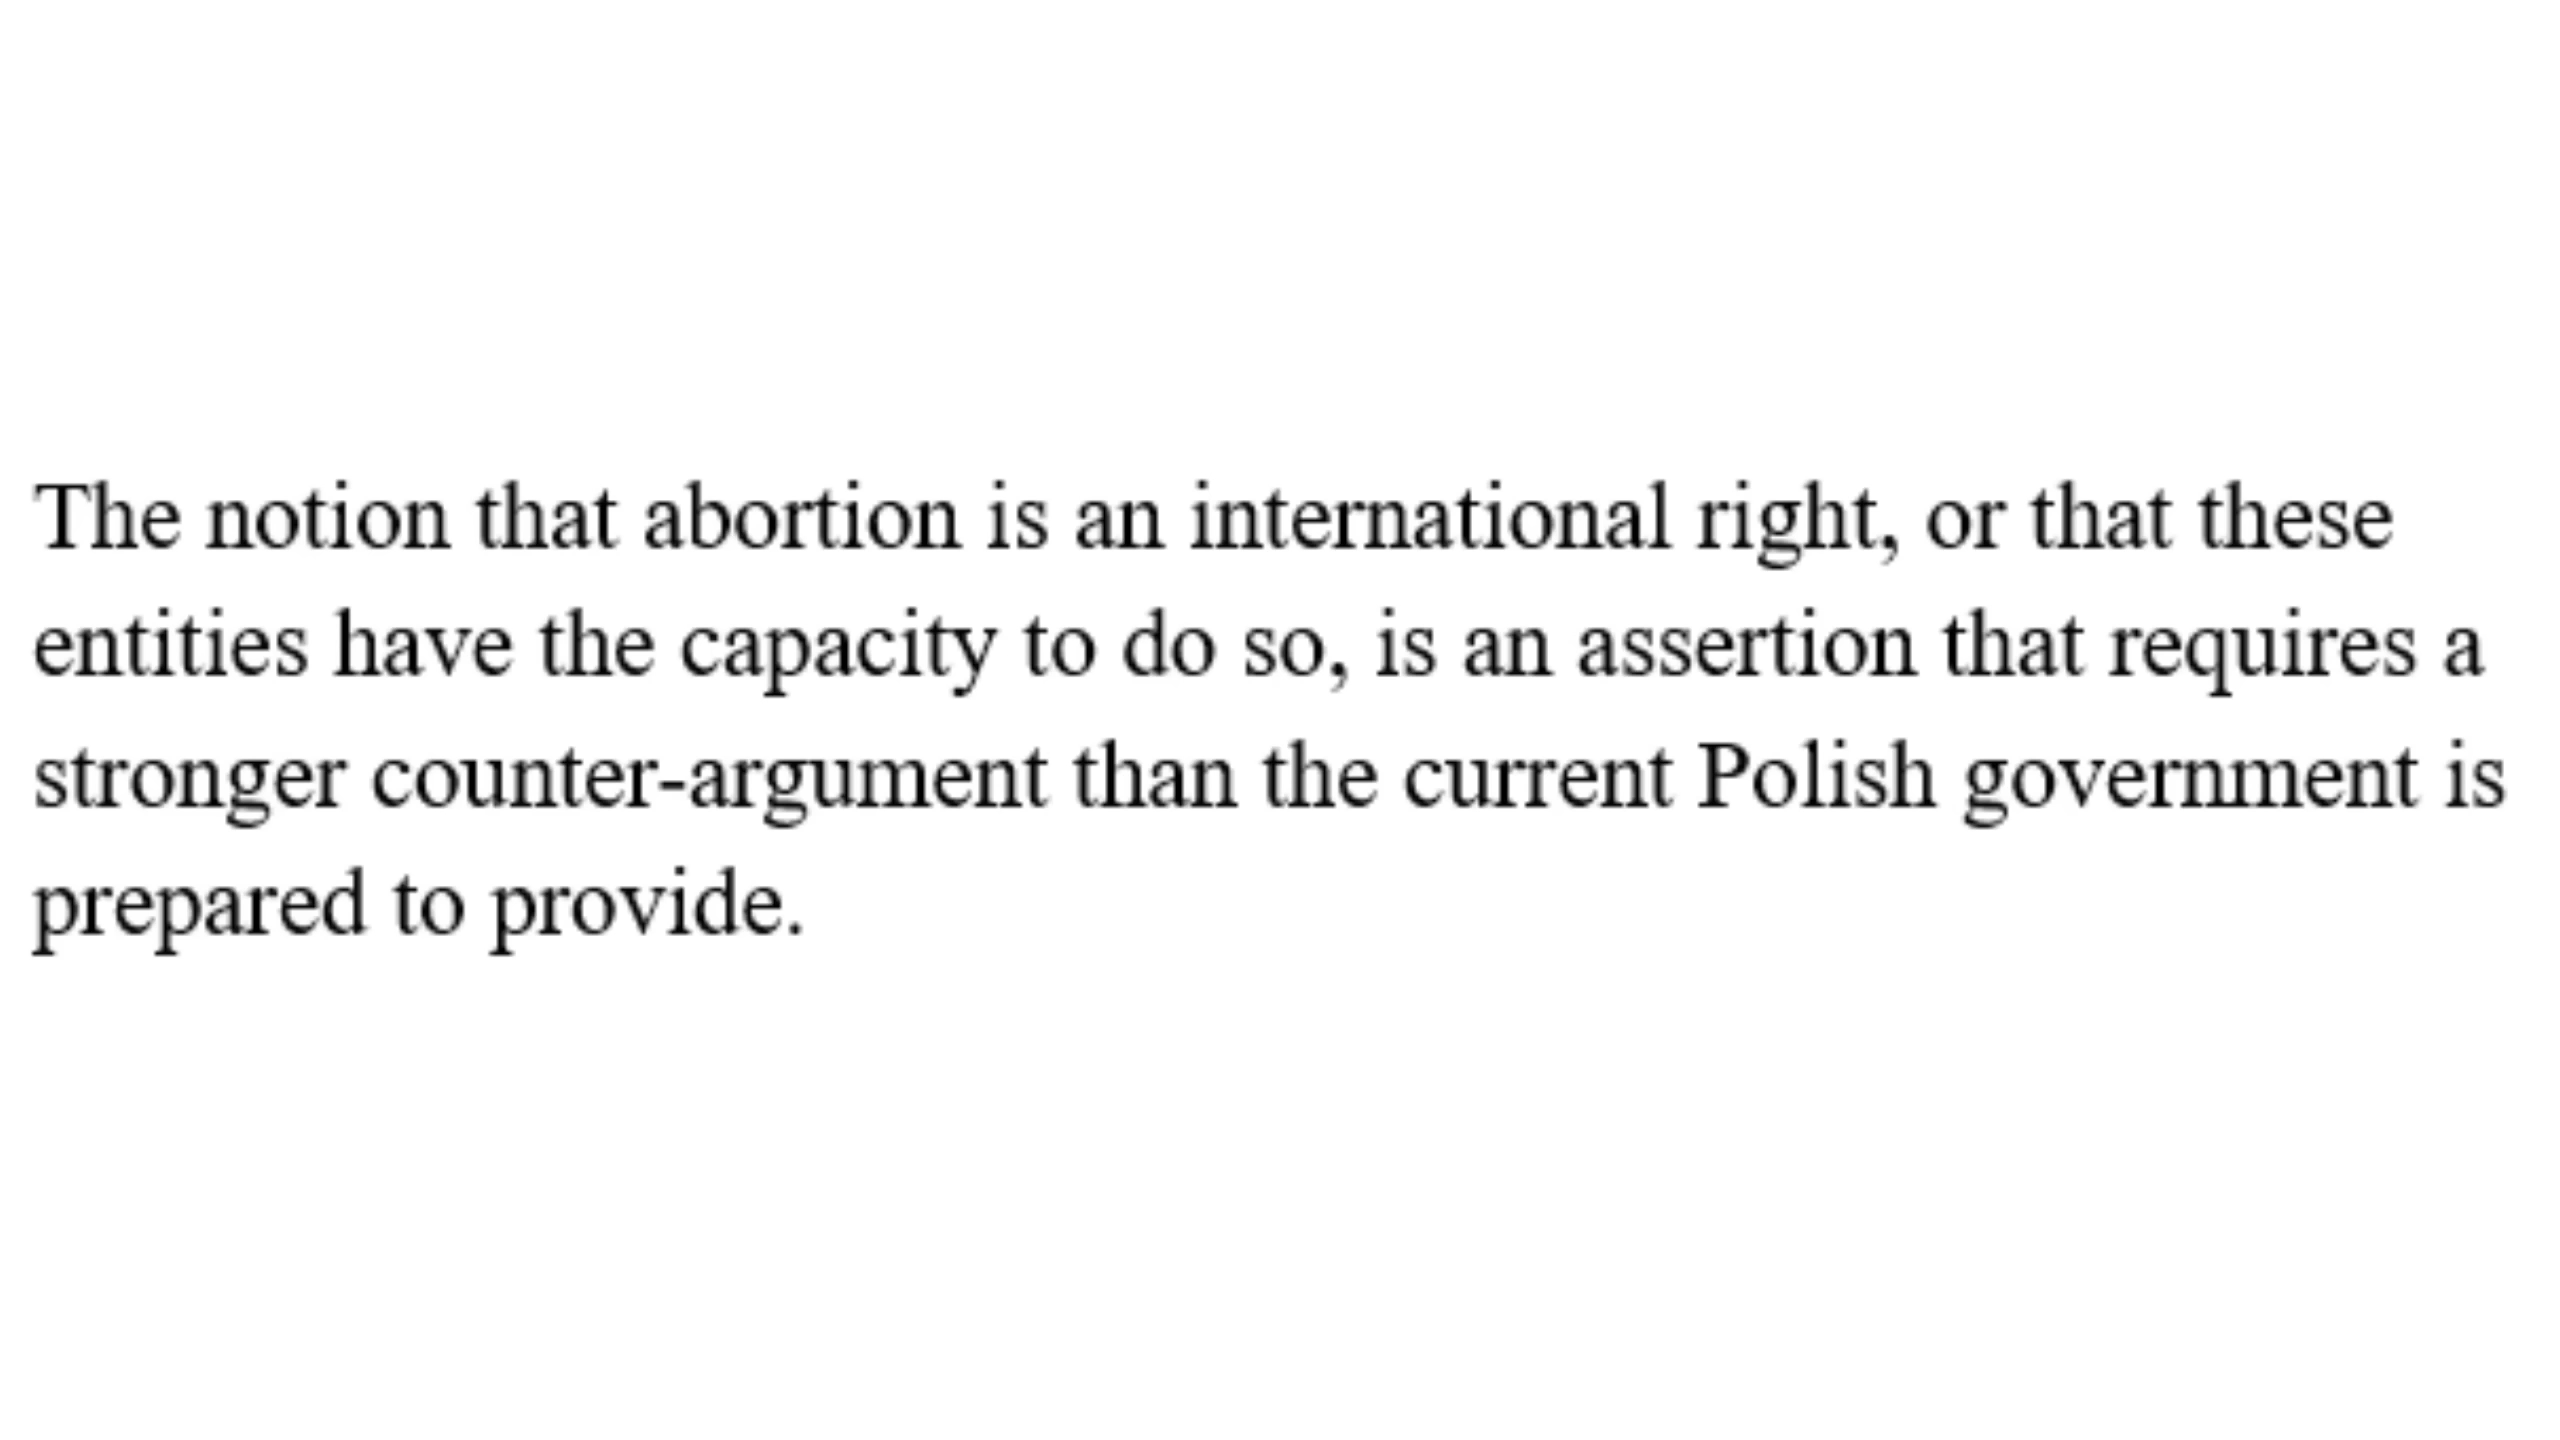 The notion that abortion is an international right, or that these
entities have the capacity to do so, is an assertion that requires a
stronger counter-argument than the current Polish government is
prepared to provide.